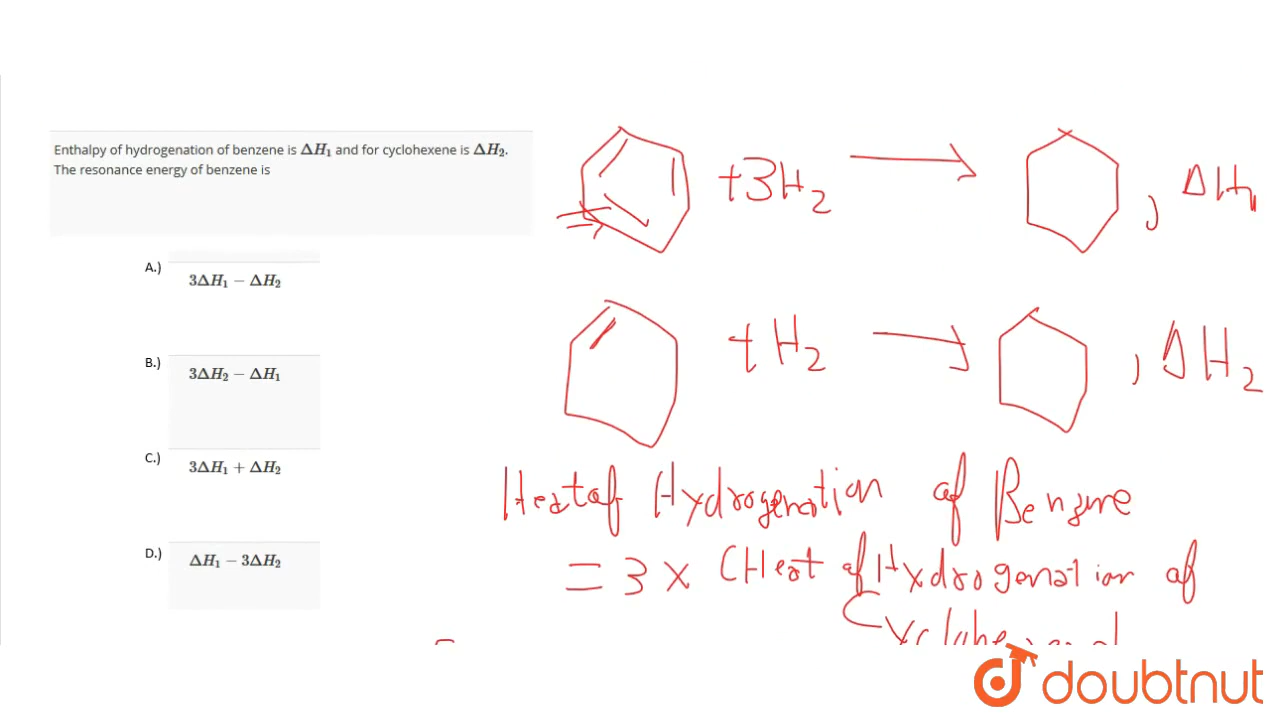 Enthalpy of hydrogenation of benzene is ΔH₁ and for cyclohexene is ΔH₂.
The resonance energy of benzene is
A.) 3ΔH₁ − ΔH₂
B.) 3ΔH₂ − ΔH₁
C.) 3ΔH₁ + ΔH₂
D.) ΔH₁ − 3ΔH₂
+3H₂ , ΔH₁
+H₂ , ΔH₂
Heat of Hydrogenation of Benzene
= 3 x (Heat of Hydrogenation of
doubtnut